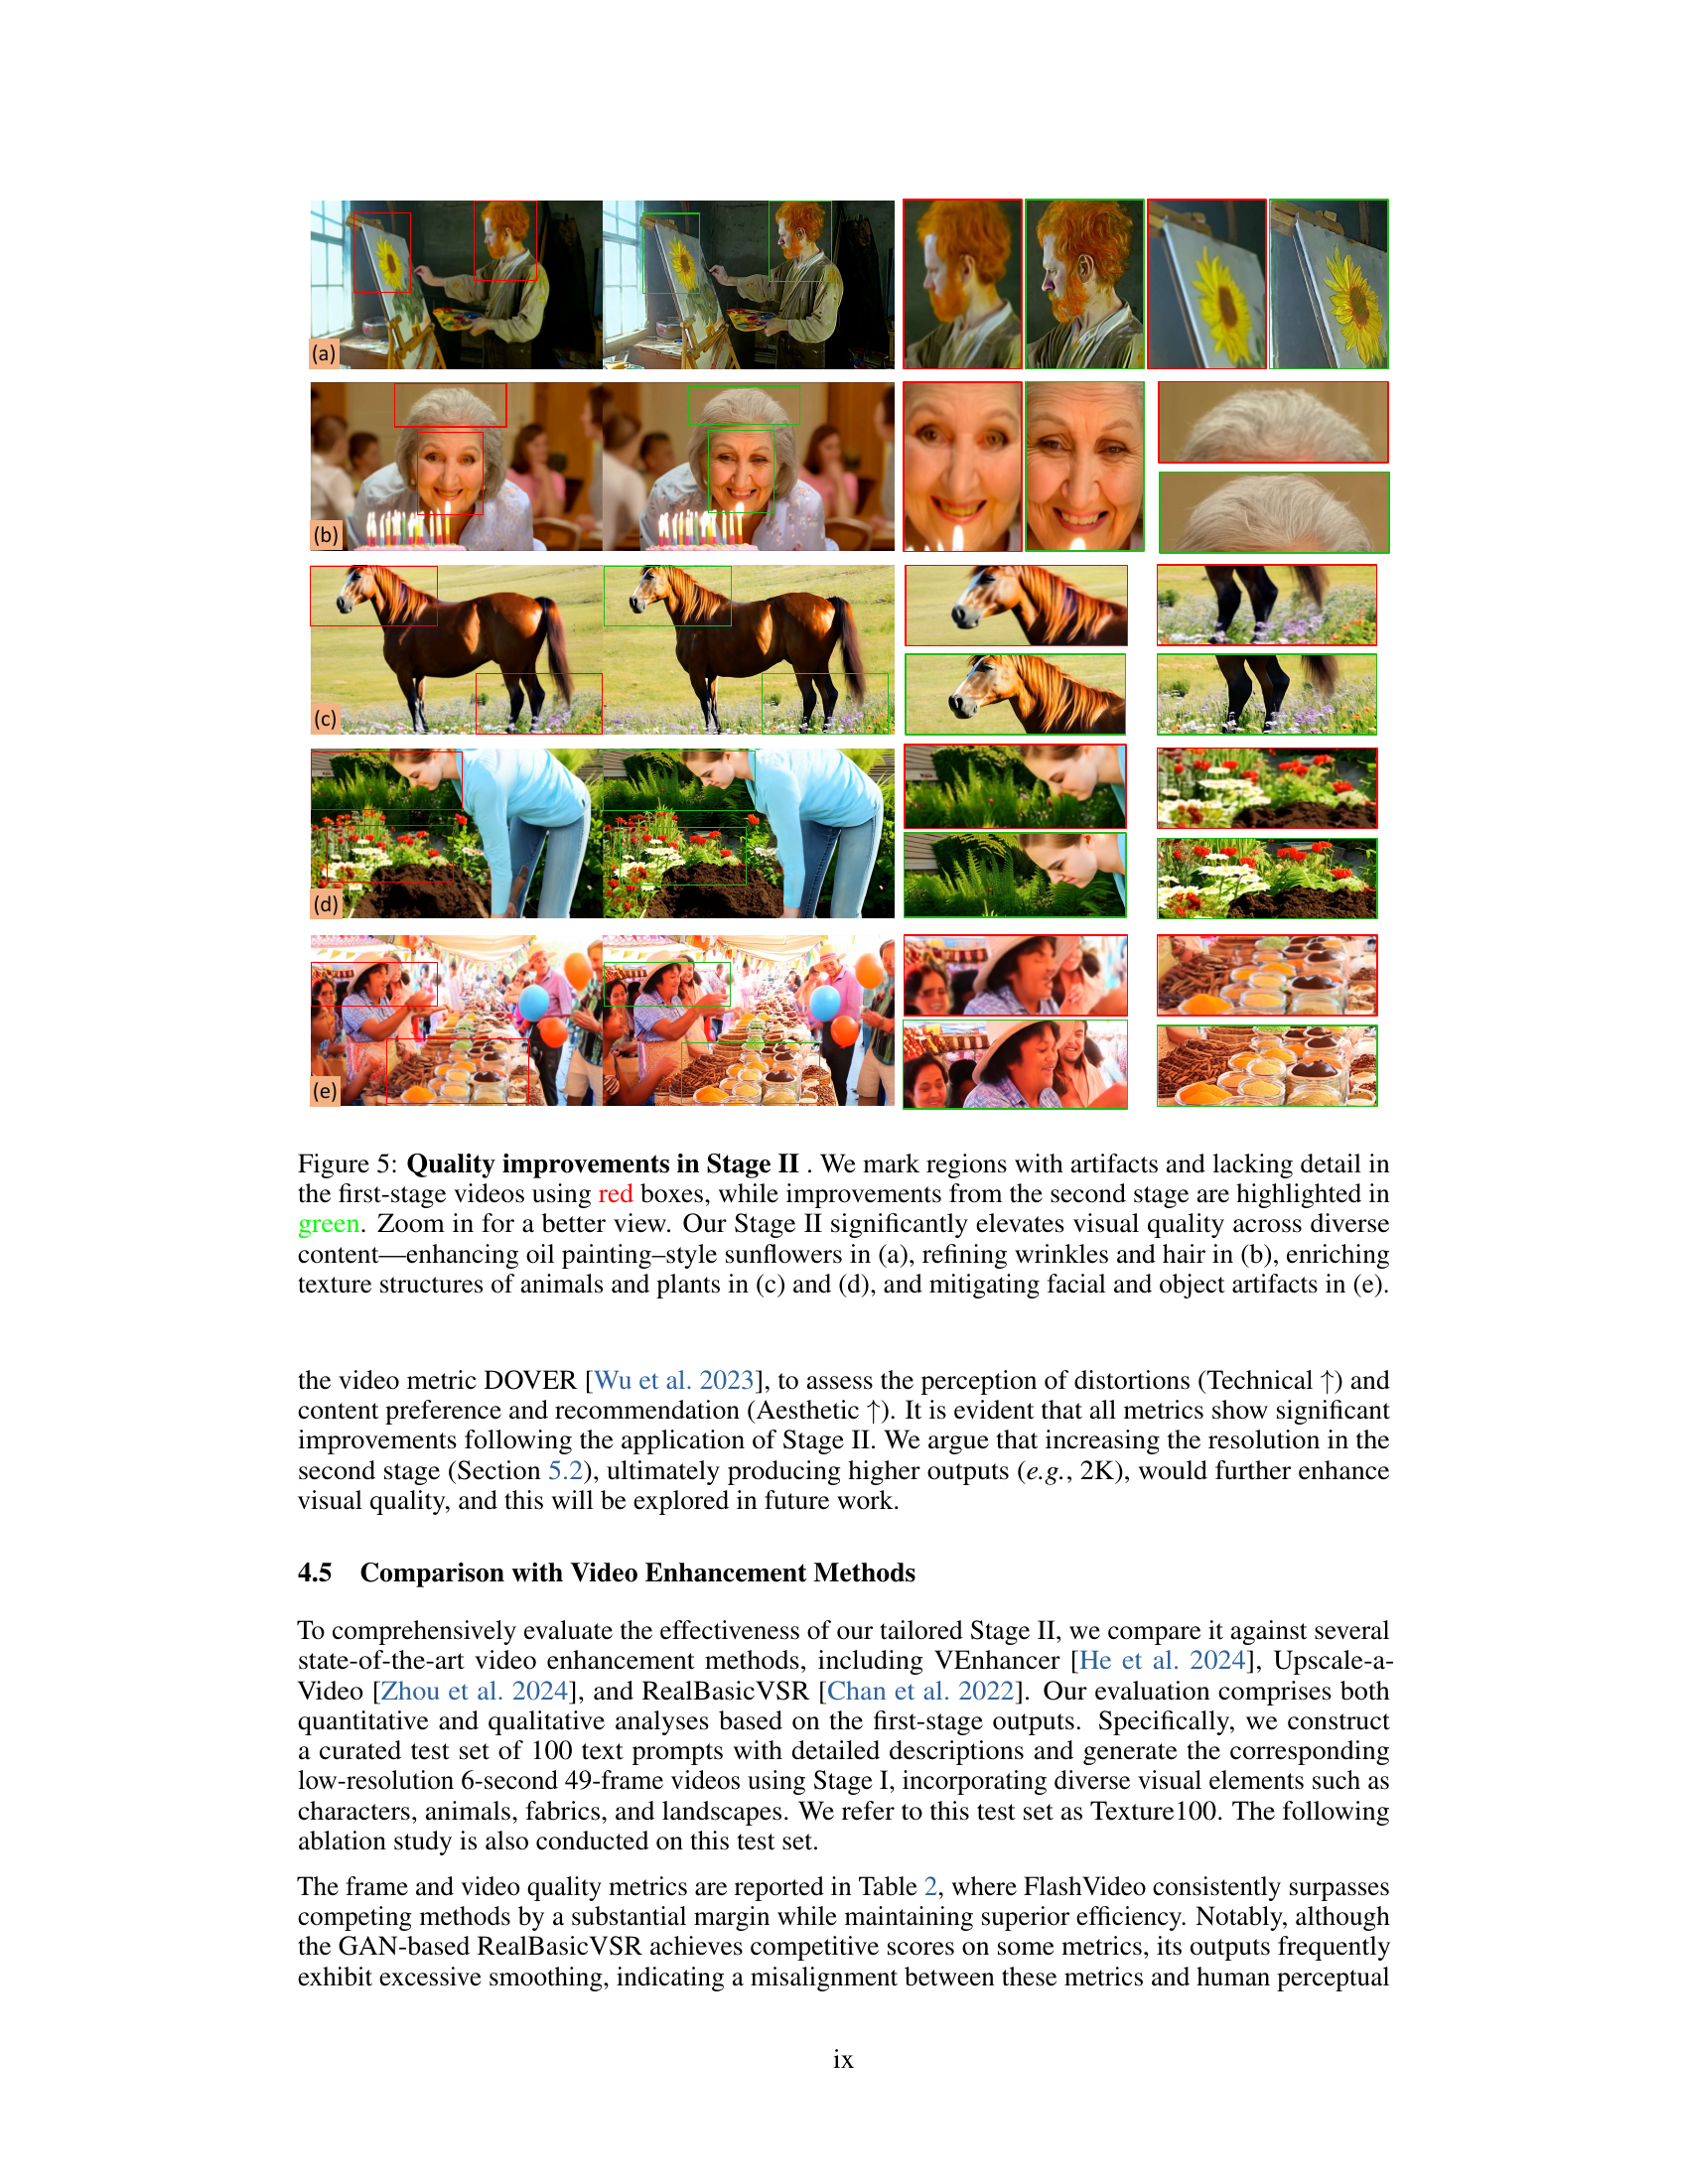 (a)
(b)
(c)
(d)
(e)
Figure 5: Quality improvements in Stage II . We mark regions with artifacts and lacking detail in
the first-stage videos using red boxes, while improvements from the second stage are highlighted in
green. Zoom in for a better view. Our Stage II significantly elevates visual quality across diverse
content—enhancing oil painting–style sunflowers in (a), refining wrinkles and hair in (b), enriching
texture structures of animals and plants in (c) and (d), and mitigating facial and object artifacts in (e).
the video metric DOVER [Wu et al. 2023], to assess the perception of distortions (Technical ↑) and
content preference and recommendation (Aesthetic ↑). It is evident that all metrics show significant
improvements following the application of Stage II. We argue that increasing the resolution in the
second stage (Section 5.2), ultimately producing higher outputs (e.g., 2K), would further enhance
visual quality, and this will be explored in future work.
4.5 Comparison with Video Enhancement Methods
To comprehensively evaluate the effectiveness of our tailored Stage II, we compare it against several
state-of-the-art video enhancement methods, including VEnhancer [He et al. 2024], Upscale-a-
Video [Zhou et al. 2024], and RealBasicVSR [Chan et al. 2022]. Our evaluation comprises both
quantitative and qualitative analyses based on the first-stage outputs. Specifically, we construct
a curated test set of 100 text prompts with detailed descriptions and generate the corresponding
low-resolution 6-second 49-frame videos using Stage I, incorporating diverse visual elements such as
characters, animals, fabrics, and landscapes. We refer to this test set as Texture100. The following
ablation study is also conducted on this test set.
The frame and video quality metrics are reported in Table 2, where FlashVideo consistently surpasses
competing methods by a substantial margin while maintaining superior efficiency. Notably, although
the GAN-based RealBasicVSR achieves competitive scores on some metrics, its outputs frequently
exhibit excessive smoothing, indicating a misalignment between these metrics and human perceptual
ix